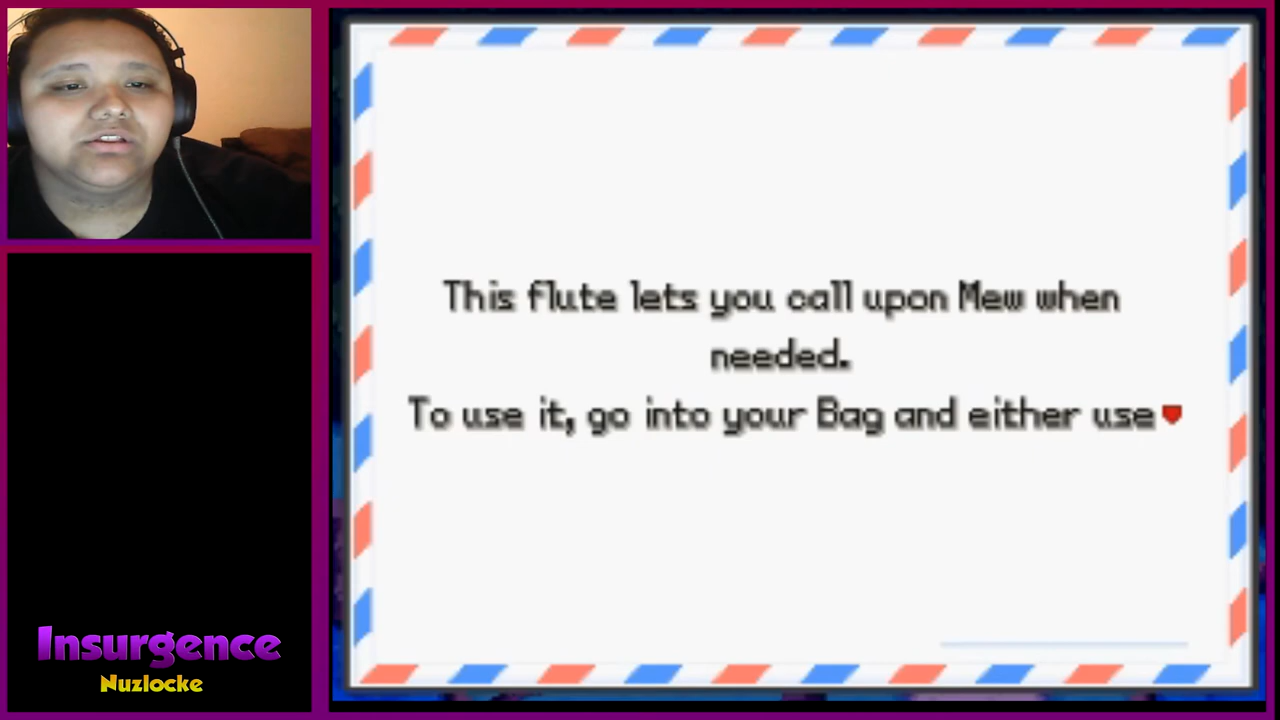 This flute lets you call upon Mew when
needed.
To use it, go into your Bag and either use
Insurgence
Nuzlocke